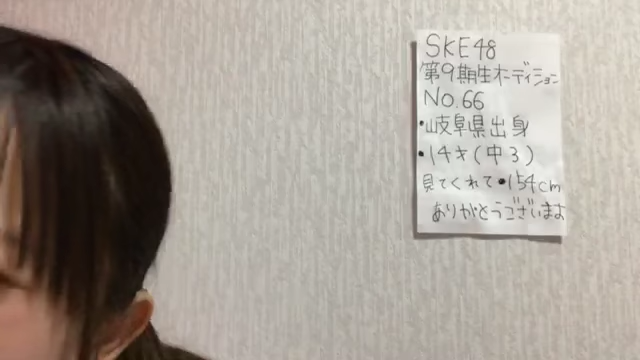 SKE48
第9期生オーディション
No.66
・岐阜県出身
・14才(中3)
見てくれて・154cm
ありがとうございます